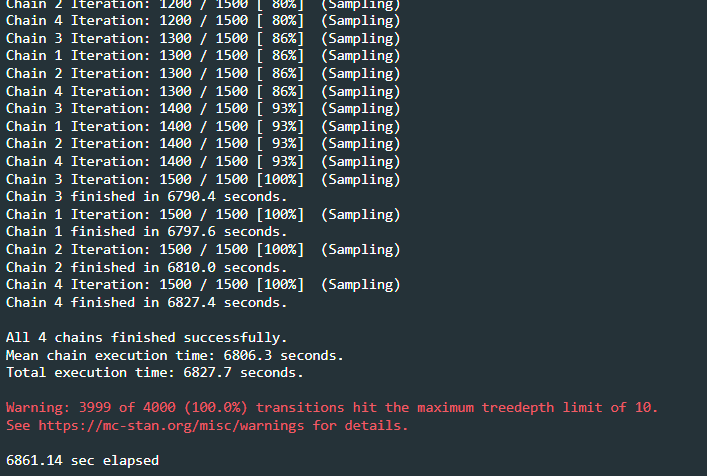 Chain 2 Iteration: 1200 / 1500 [ 80%]  (Sampling)
Chain 4 Iteration: 1200 / 1500 [ 80%]  (Sampling)
Chain 3 Iteration: 1300 / 1500 [ 86%]  (Sampling)
Chain 1 Iteration: 1300 / 1500 [ 86%]  (Sampling)
Chain 2 Iteration: 1300 / 1500 [ 86%]  (Sampling)
Chain 4 Iteration: 1300 / 1500 [ 86%]  (Sampling)
Chain 3 Iteration: 1400 / 1500 [ 93%]  (Sampling)
Chain 1 Iteration: 1400 / 1500 [ 93%]  (Sampling)
Chain 2 Iteration: 1400 / 1500 [ 93%]  (Sampling)
Chain 4 Iteration: 1400 / 1500 [ 93%]  (Sampling)
Chain 3 Iteration: 1500 / 1500 [100%]  (Sampling)
Chain 3 finished in 6790.4 seconds.
Chain 1 Iteration: 1500 / 1500 [100%]  (Sampling)
Chain 1 finished in 6797.6 seconds.
Chain 2 Iteration: 1500 / 1500 [100%]  (Sampling)
Chain 2 finished in 6810.0 seconds.
Chain 4 Iteration: 1500 / 1500 [100%]  (Sampling)
Chain 4 finished in 6827.4 seconds.
All 4 chains finished successfully.
Mean chain execution time: 6806.3 seconds.
Total execution time: 6827.7 seconds.
Warning: 3999 of 4000 (100.0%) transitions hit the maximum treedepth limit of 10.
See https://mc-stan.org/misc/warnings for details.
6861.14 sec elapsed